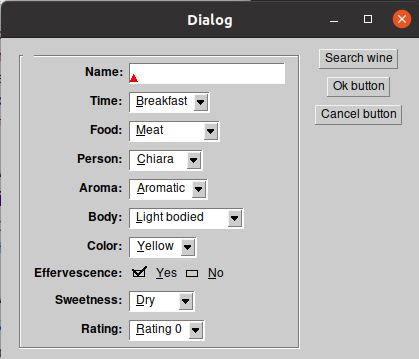 Dialog
Search wine
Ok button
Cancel button
Name:
Time: Breakfast
Food: Meat
Person: Chiara
Aroma: Aromatic
Body: Light bodied
Color: Yellow
Effervescence: Yes No
Sweetness: Dry
Rating: Rating 0